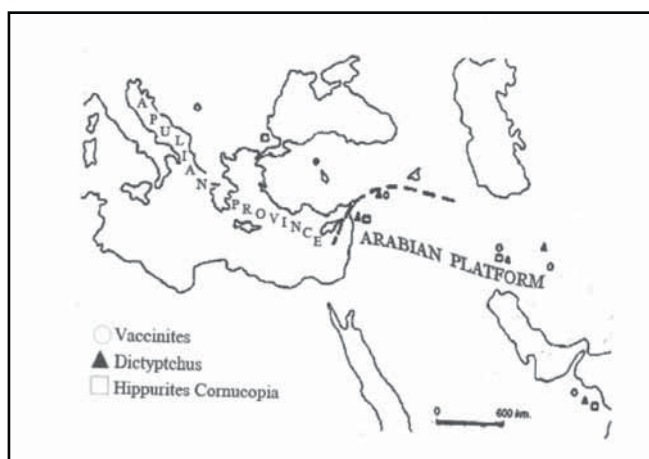 APULIAN PROVINCE
ARABIAN PLATFORM
Vaccinites
Dictyptchus
Hippurites Cornucopia
0 600 km.